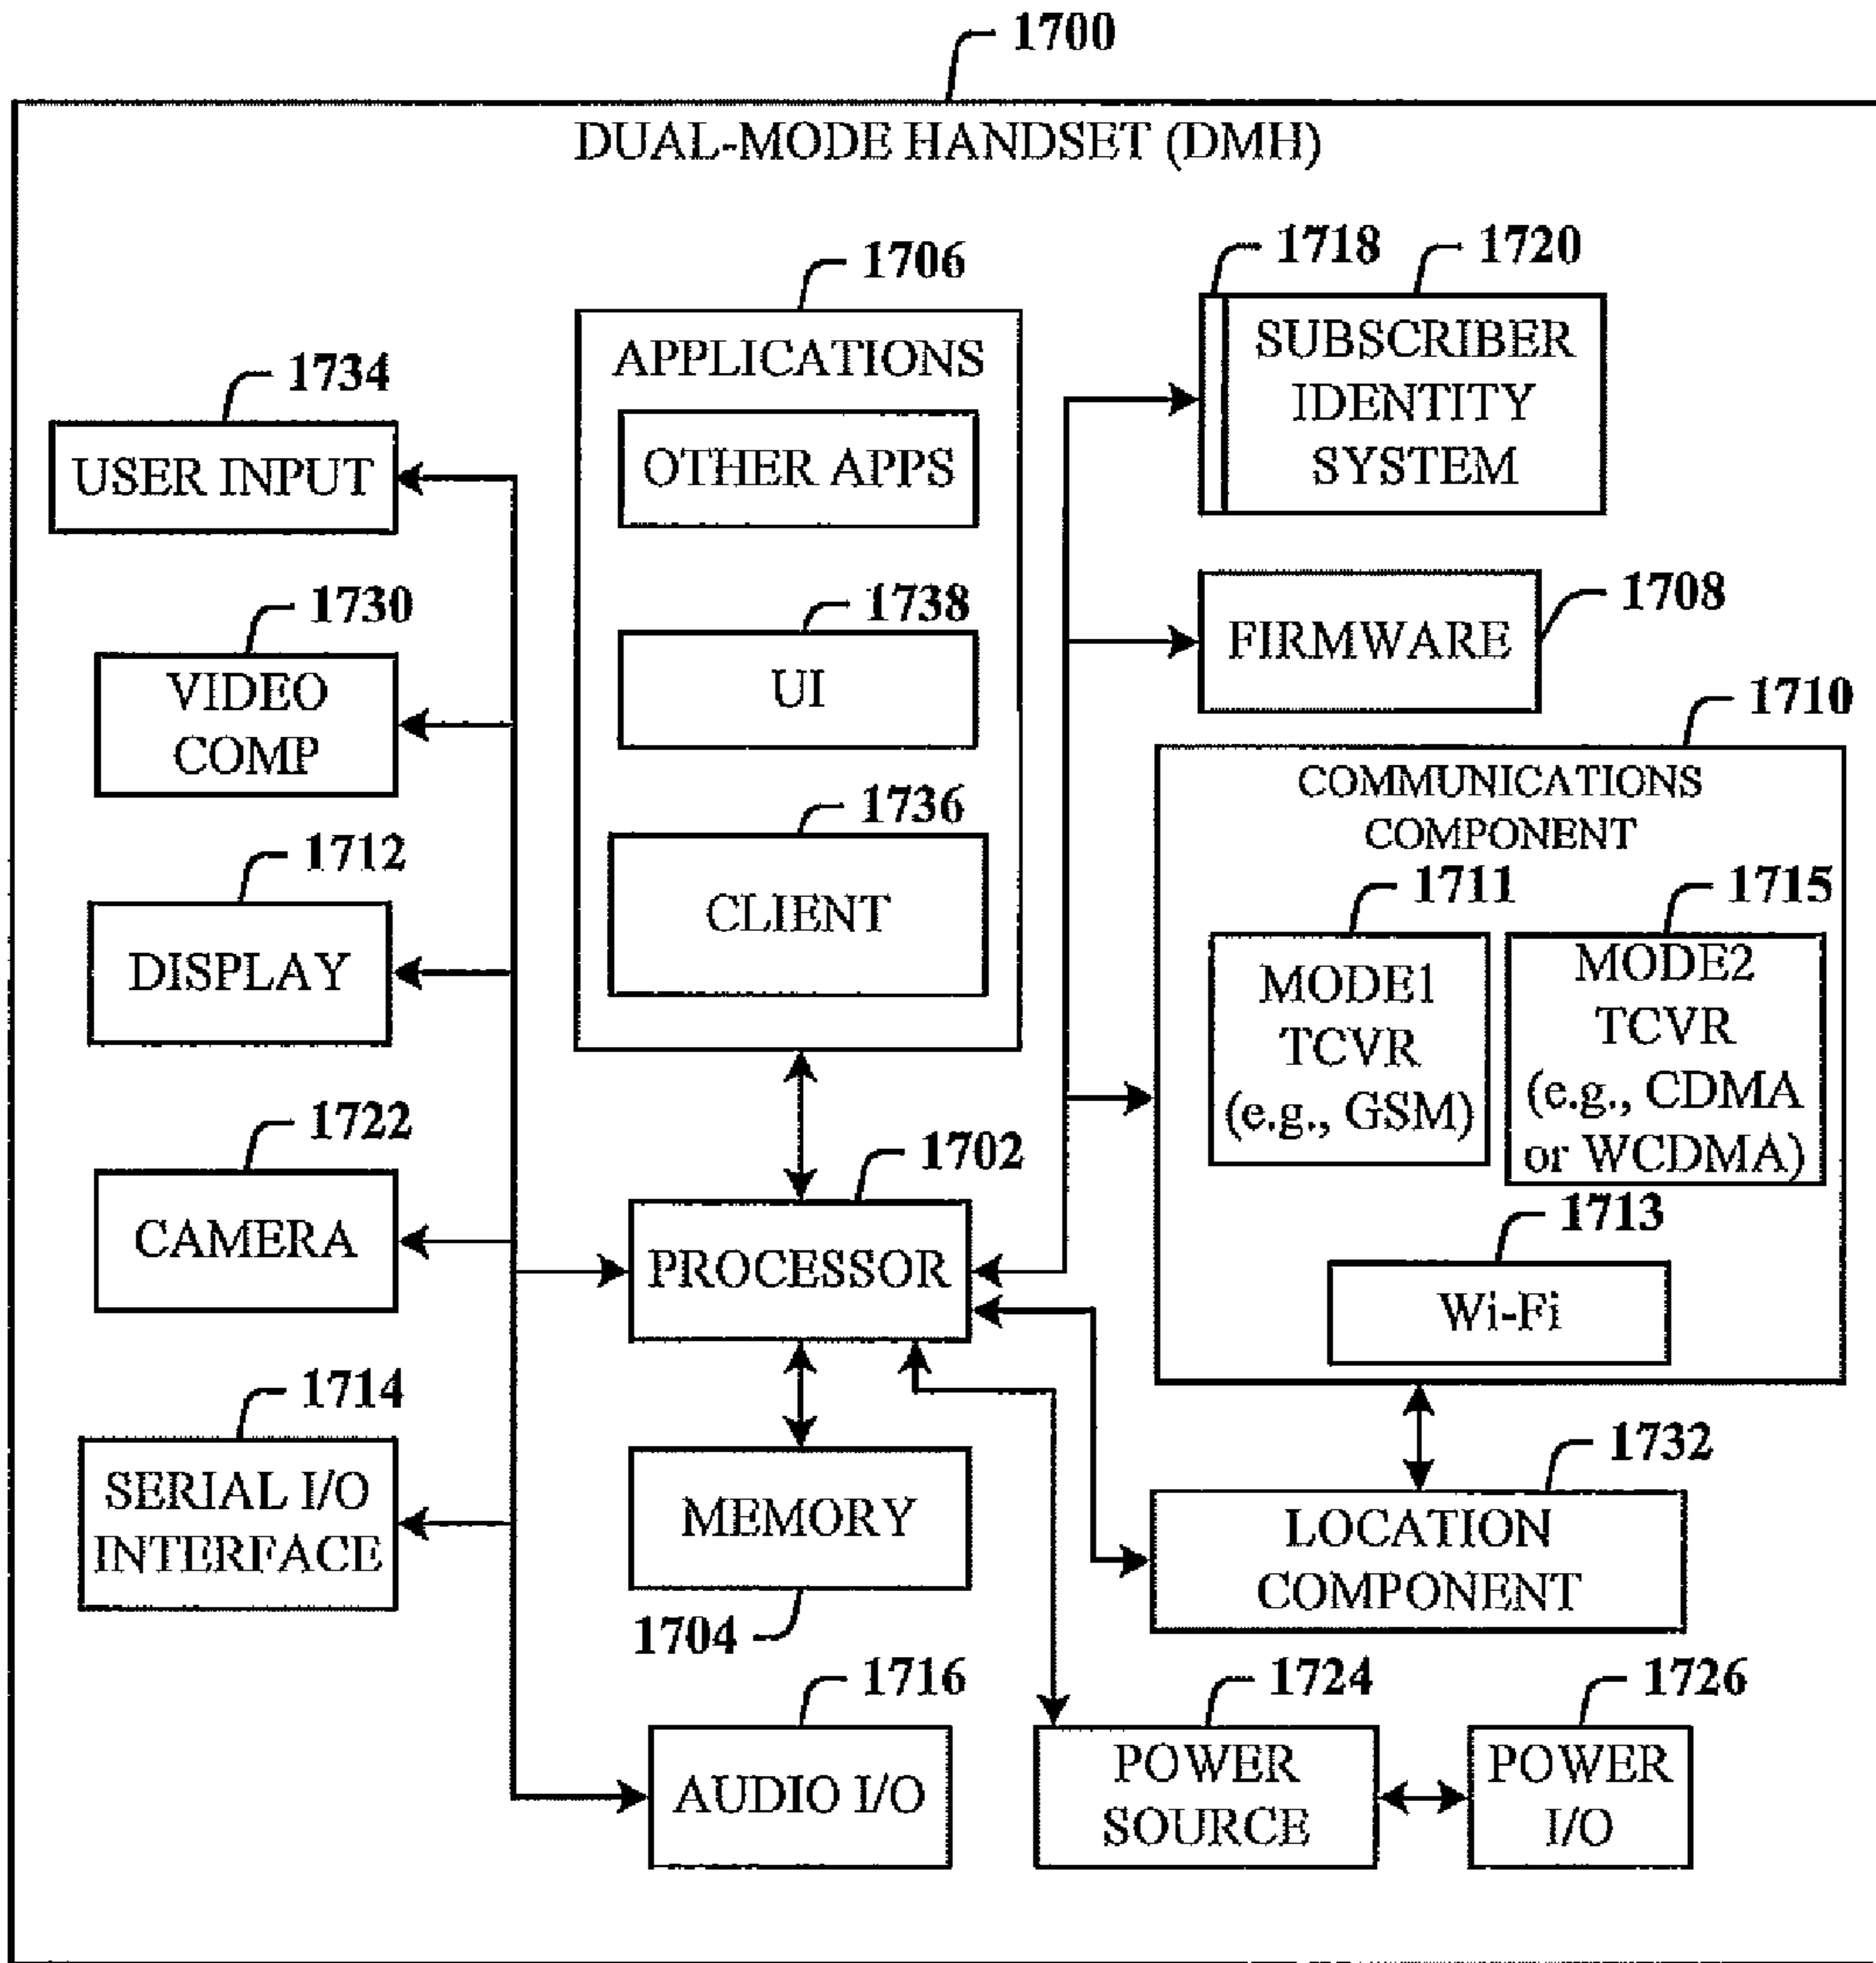 1700
DUAL-MODE HANDSET (DMH)
1706
APPLICATIONS
OTHER APPS
1738
UI
1736
CLIENT
1718
1720
SUBSCRIBER
IDENTITY
SYSTEM
1734
USER INPUT
1730
VIDEO
COMP
1712
DISPLAY
1722
CAMERA
1714
SERIAL I/O
INTERFACE
1708
FIRMWARE
1710
COMMUNICATIONS
COMPONENT
1711
MODE1
TCVR
(e.g., GSM)
1715
MODE2
TCVR
(e.g., CDMA
or WCDMA)
1713
Wi-Fi
1702
PROCESSOR
MEMORY
1704
1732
LOCATION
COMPONENT
1716
AUDIO I/O
1724
POWER
SOURCE
1726
POWER
I/O